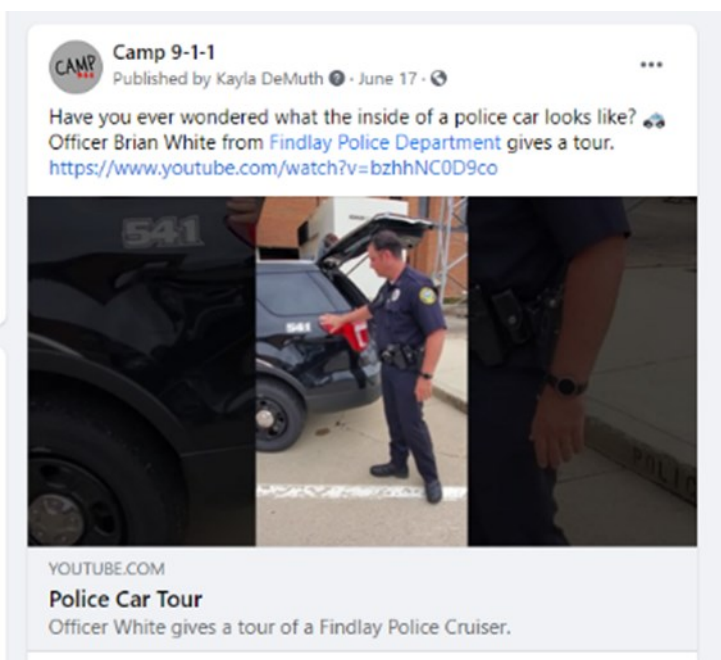 CAMP
Camp 9-1-1
Published by Kayla DeMuth · June 17 ·
Have you ever wondered what the inside of a police car looks like?
Officer Brian White from Findlay Police Department gives a tour.
https://www.youtube.com/watch?v=bzhhNC0D9co
541
541
POLIC
YOUTUBE.COM
Police Car Tour
Officer White gives a tour of a Findlay Police Cruiser.